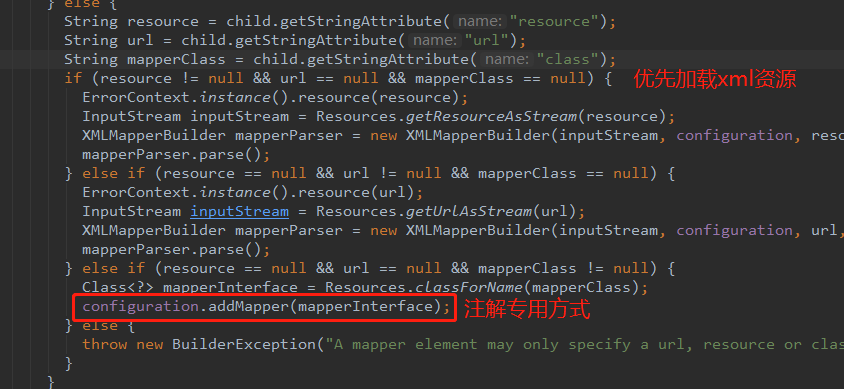 } else {
String resource = child.getStringAttribute( name: "resource");
String url = child.getStringAttribute( name: "url");
String mapperClass = child.getStringAttribute( name: "class");
if (resource != null && url == null && mapperClass == null) { 优先加载xml资源
ErrorContext.instance().resource(resource);
InputStream inputStream = Resources.getResourceAsStream(resource);
XMLMapperBuilder mapperParser = new XMLMapperBuilder(inputStream, configuration, reso
mapperParser.parse();
} else if (resource == null && url != null && mapperClass == null) {
ErrorContext.instance().resource(url);
InputStream inputStream = Resources.getUrlAsStream(url);
XMLMapperBuilder mapperParser = new XMLMapperBuilder(inputStream, configuration, url,
mapperParser.parse();
} else if (resource == null && url == null && mapperClass != null) {
Class<?> mapperInterface = Resources.classForName(mapperClass);
configuration.addMapper(mapperInterface); 注解专用方式
} else {
throw new BuilderException("A mapper element may only specify a url, resource or clas
}
}